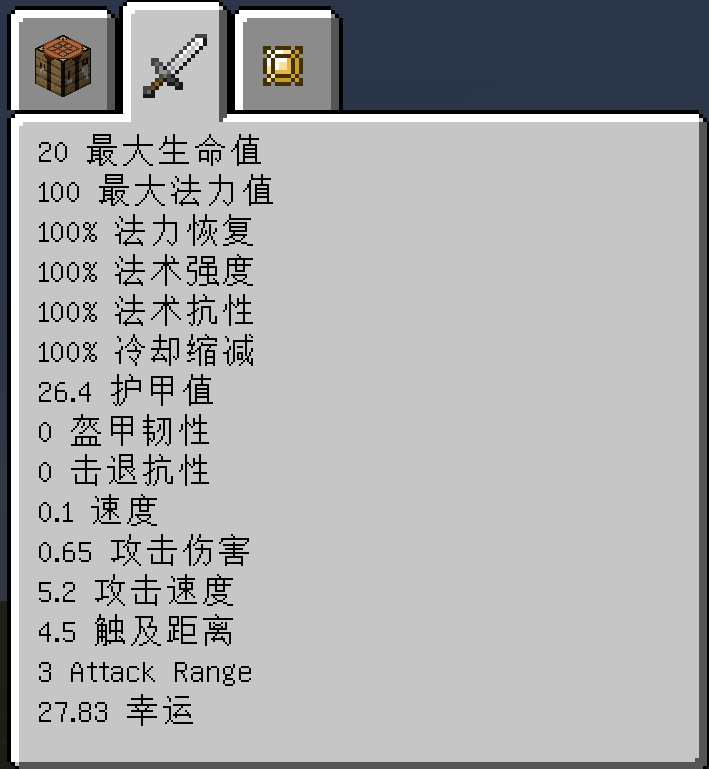 20 最大生命值
100 最大法力值
100% 法力恢复
100% 法术强度
100% 法术抗性
100% 冷却缩减
26.4 护甲值
0 盔甲韧性
0 击退抗性
0.1 速度
0.65 攻击伤害
5.2 攻击速度
4.5 触及距离
3 Attack Range
27.83 幸运